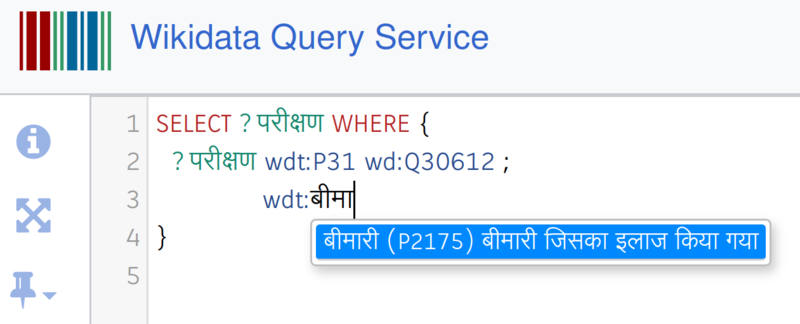 Wikidata Query Service
1 SELECT ?परीक्षण WHERE {
2 ?परीक्षण wdt:P31 wd:Q30612 ;
3 wdt:बीमा
बीमारी (P2175) बीमारी जिसका इलाज किया गया
4 }
5